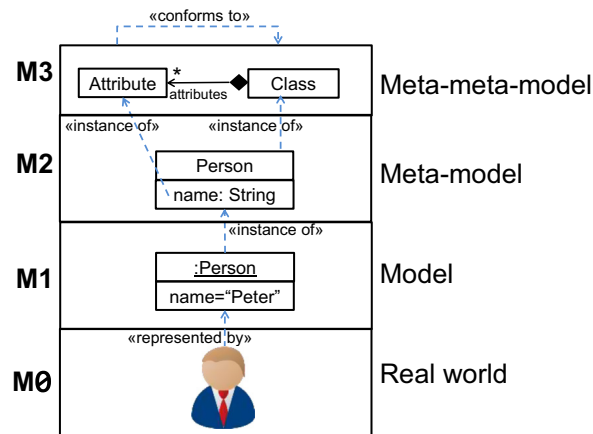 «conforms to»
M3
Attribute
*
attributes
Class
Meta-meta-model
«instance of»
«instance of»
M2
Person
name: String
Meta-model
«instance of»
M1
:Person
name=“Peter”
Model
«represented by»
M0
Real world